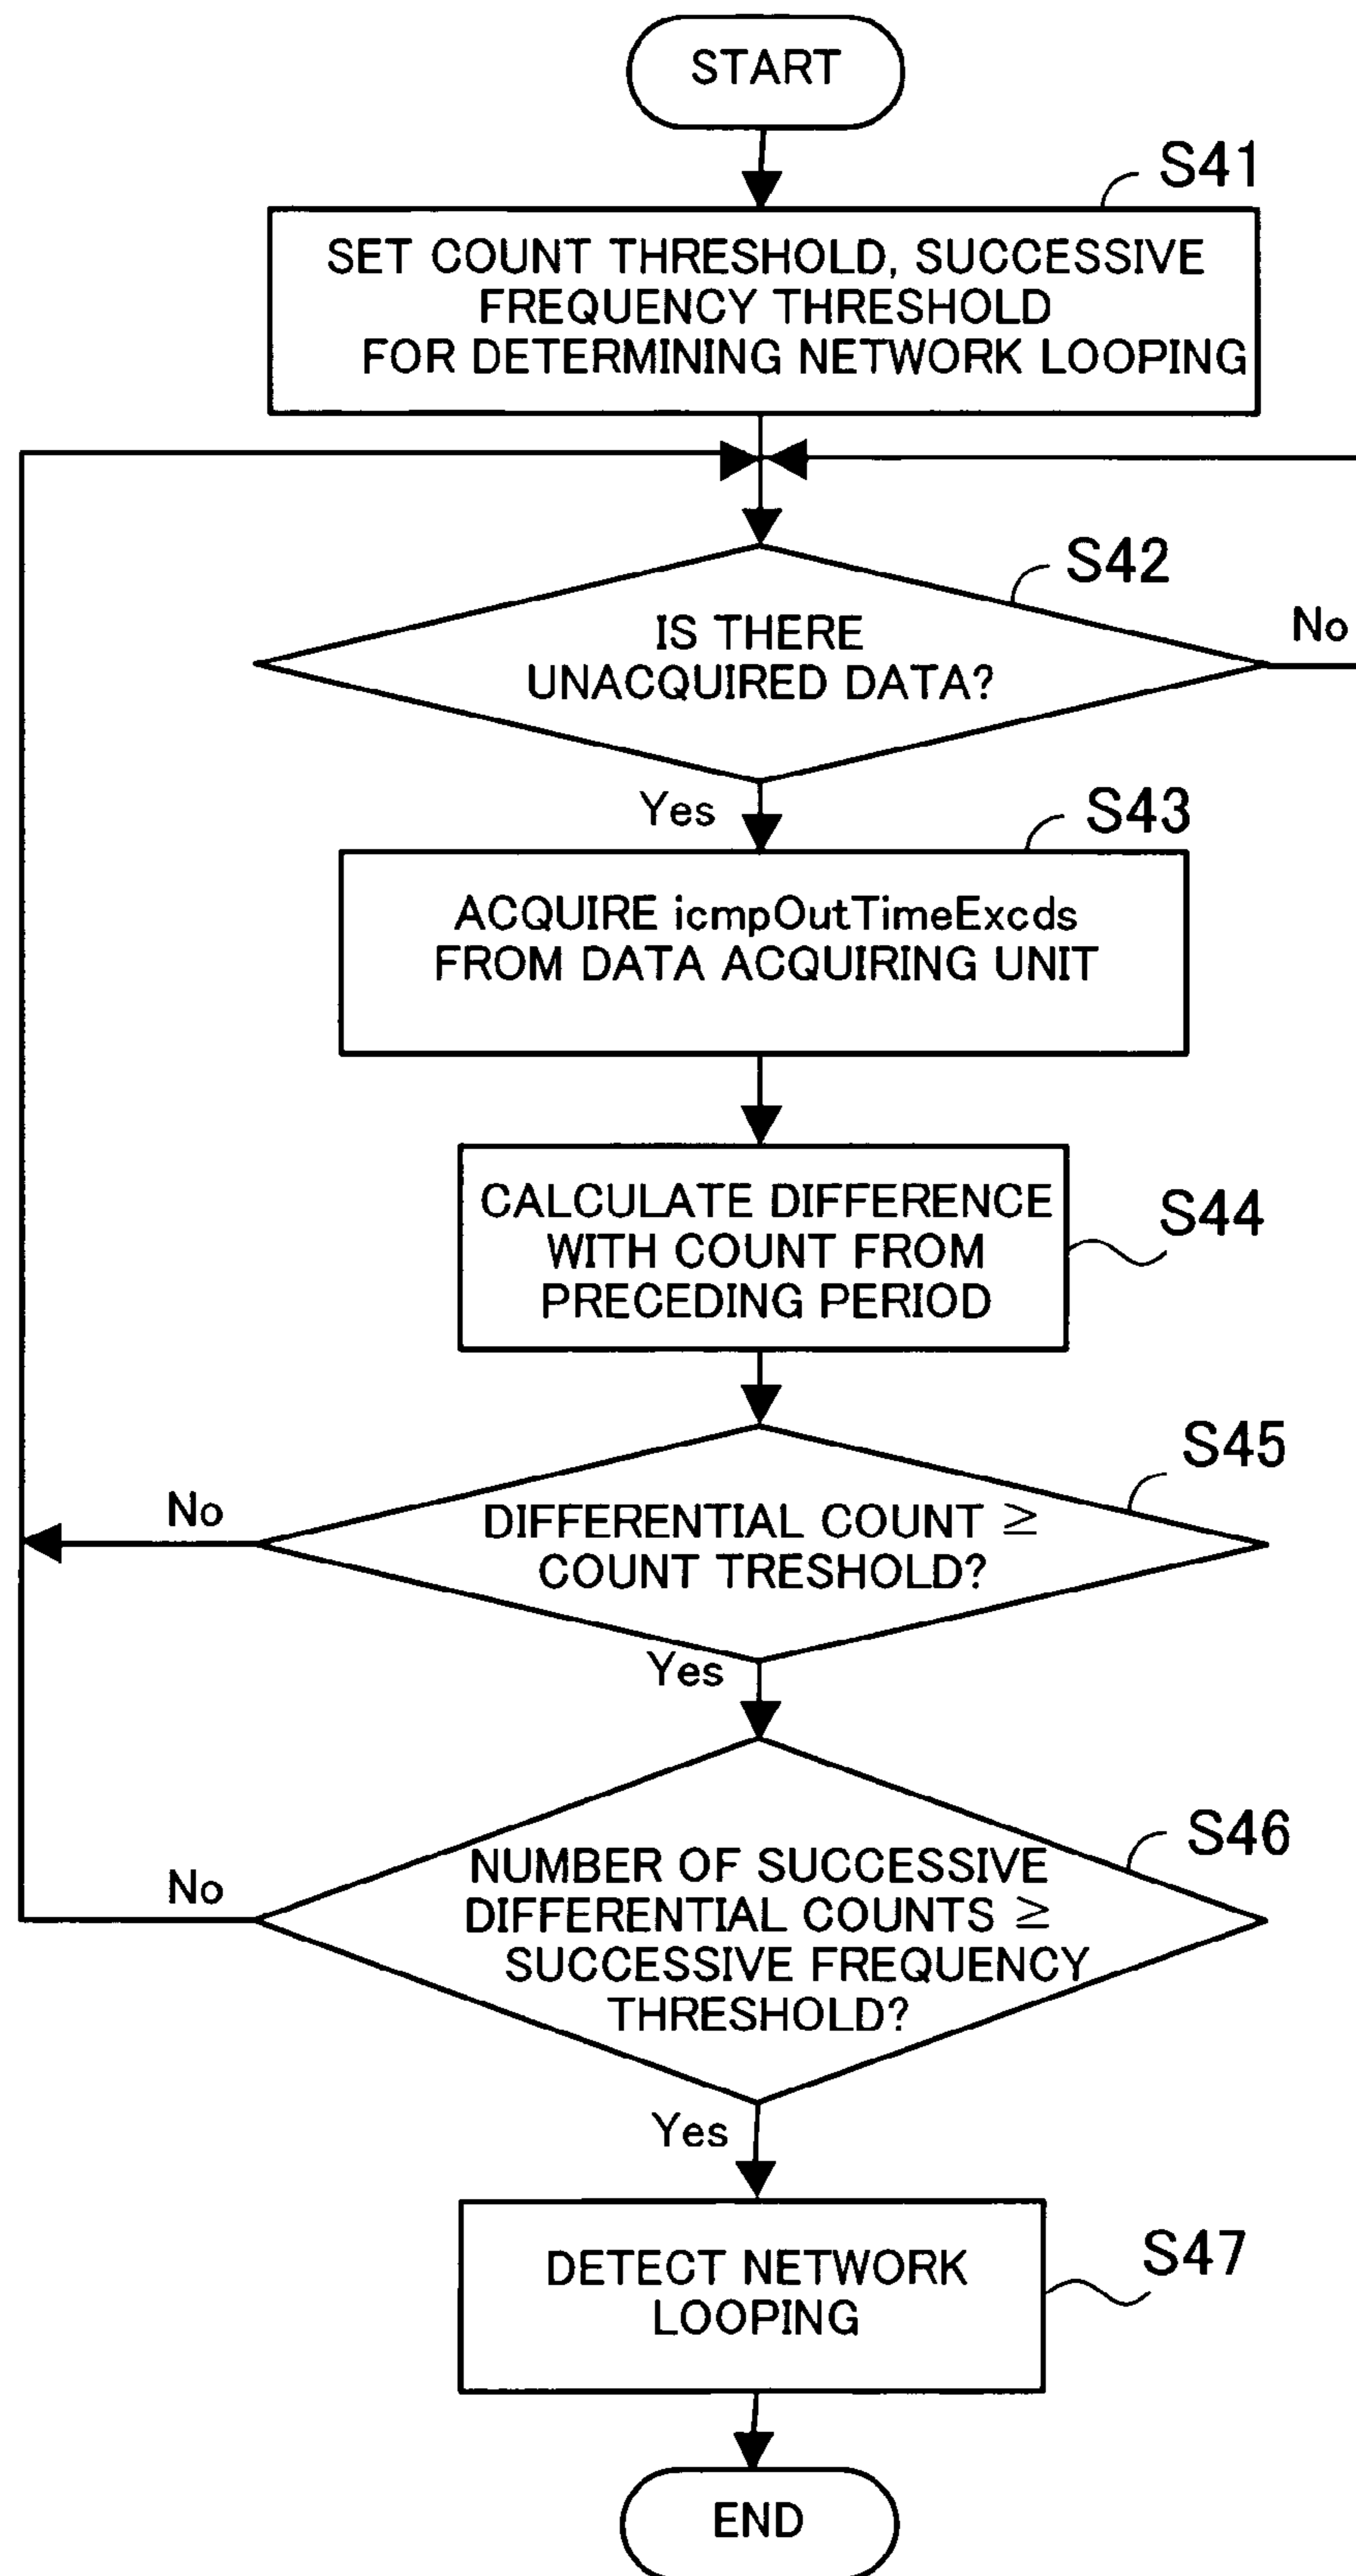 START
S41
SET COUNT THRESHOLD, SUCCESSIVE
FREQUENCY THRESHOLD
FOR DETERMINING NETWORK LOOPING
S42
IS THERE
UNACQUIRED DATA?
No
Yes
S43
ACQUIRE icmpOutTimeExcds
FROM DATA ACQUIRING UNIT
CALCULATE DIFFERENCE
WITH COUNT FROM
PRECEDING PERIOD
S44
S45
DIFFERENTIAL COUNT ≥
COUNT TRESHOLD?
No
Yes
S46
NUMBER OF SUCCESSIVE
DIFFERENTIAL COUNTS ≥
SUCCESSIVE FREQUENCY
THRESHOLD?
No
Yes
DETECT NETWORK
LOOPING
S47
END